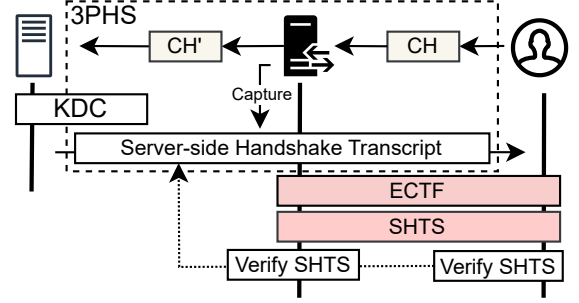 3PHS
CH'
CH
Capture
KDC
Server-side Handshake Transcript
ECTF
SHTS
Verify SHTS
Verify SHTS